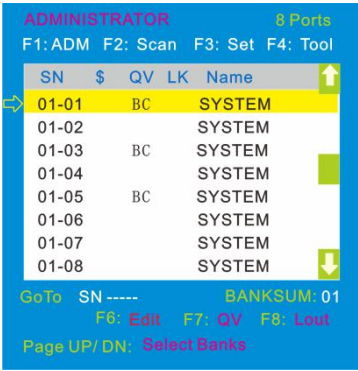 ADMINISTRATOR 8 Ports
F1: ADM F2: Scan F3: Set F4: Tool
SN $ QV LK Name
01-01 BC SYSTEM
01-02 SYSTEM
01-03 BC SYSTEM
01-04 SYSTEM
01-05 BC SYSTEM
01-06 SYSTEM
01-07 SYSTEM
01-08 SYSTEM
GoTo SN ----- BANKSUM: 01
F6: Edit F7: QV F8: Lout
Page UP/ DN: Select Banks